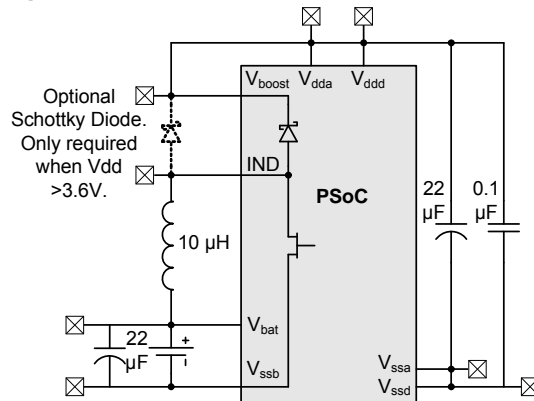 Vboost
Vdda
Vddd
Optional
Schottky Diode.
Only required
when Vdd
>3.6V.
IND
PSoC
22
µF
0.1
µF
10 µH
Vbat
22
µF
+
Vssb
Vssa
Vssd